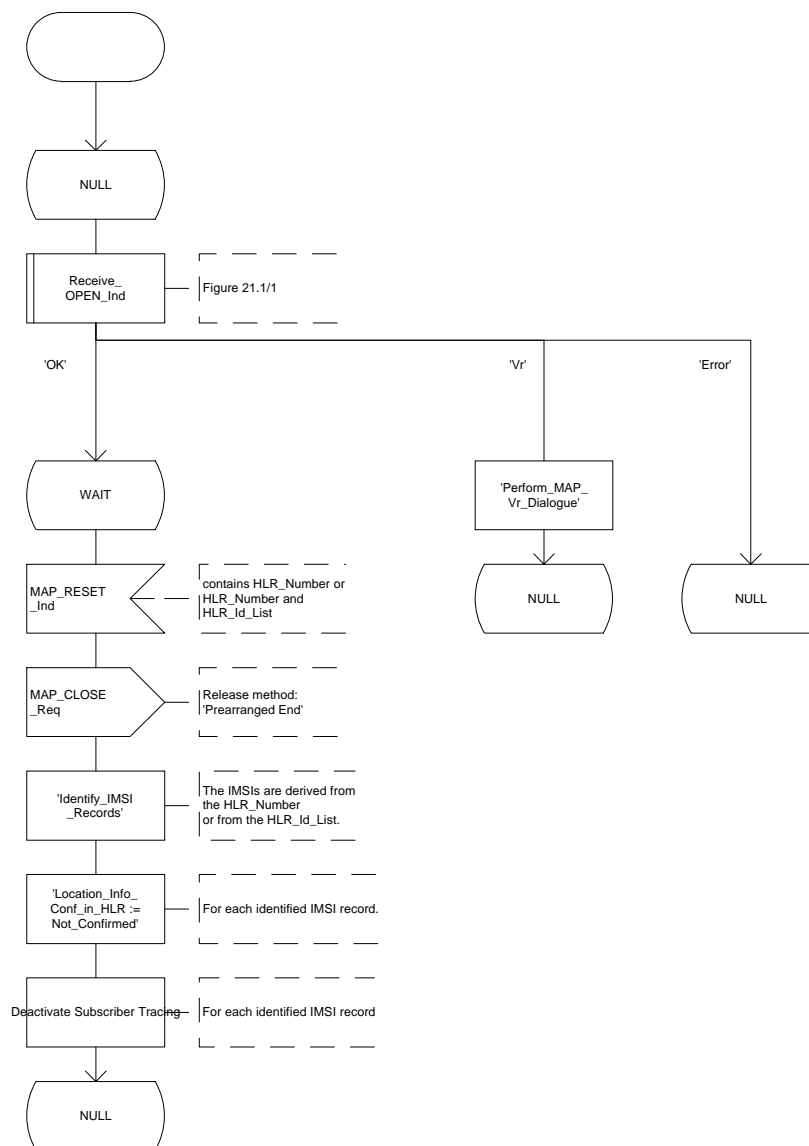 NULL
Receive_
OPEN_Ind
Figure 21.1/1
'OK'
'Vr'
'Error'
WAIT
'Perform_MAP_
Vr_Dialogue'
MAP_RESET
_Ind
contains HLR_Number or
HLR_Number and
HLR_Id_List
NULL
NULL
MAP_CLOSE
_Req
Release method:
'Prearranged End'
'Identify_IMSI
_Records'
The IMSIs are derived from
the HLR_Number
or from the HLR_Id_List.
'Location_Info_
Conf_in_HLR :=
Not_Confirmed'
For each identified IMSI record.
Deactivate Subscriber Tracing
For each identified IMSI record
NULL